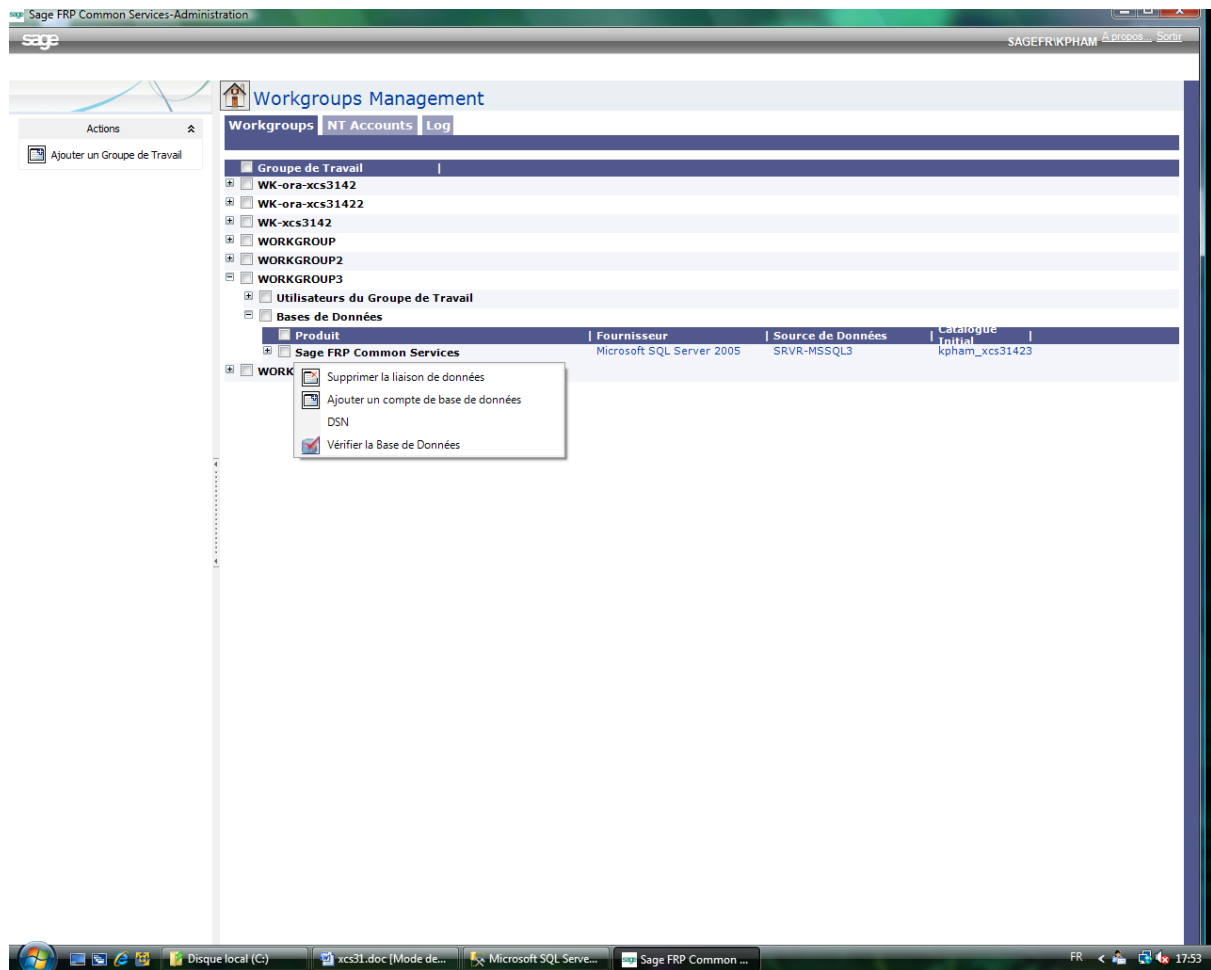 sage Sage FRP Common Services-Administration
sage
SAGEFR\KPHAM A propos... Sortir
Workgroups Management
Actions
Ajouter un Groupe de Travail
Workgroups NT Accounts Log
Groupe de Travail |
WK-ora-xcs3142
WK-ora-xcs31422
WK-xcs3142
WORKGROUP
WORKGROUP2
WORKGROUP3
Utilisateurs du Groupe de Travail
Bases de Données
Produit | Fournisseur | Source de Données | Catalogue Initial |
Sage FRP Common Services Microsoft SQL Server 2005 SRVR-MSSQL3 kpham_xcs31423
WORK
Supprimer la liaison de données
Ajouter un compte de base de données
DSN
Vérifier la Base de Données
Disque local (C:) xcs31.doc [Mode de... Microsoft SQL Serve... sage Sage FRP Common ... FR < 17:53